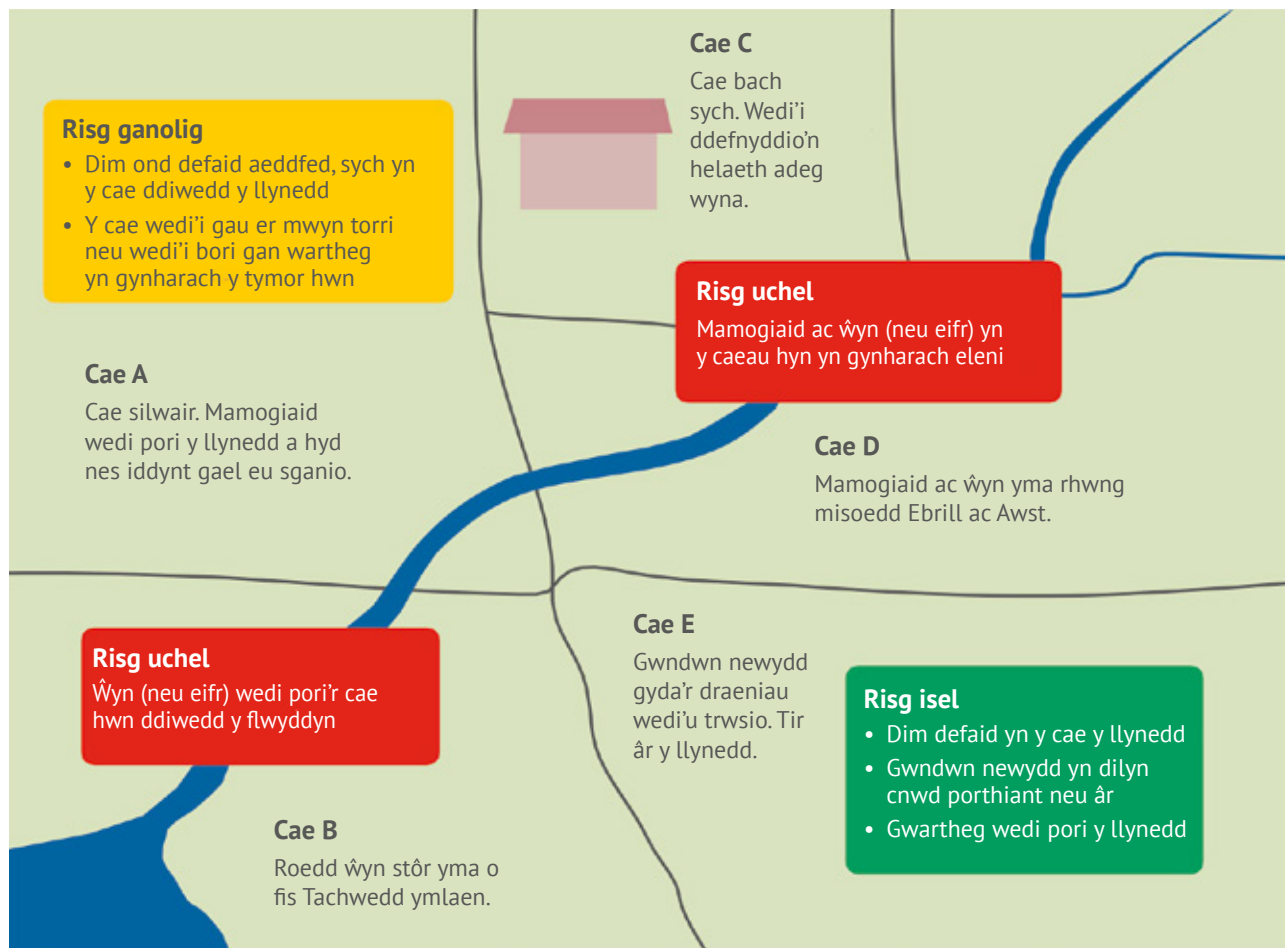 Cae C
Cae bach
sych. Wedi'i
ddefnyddio'n
helaeth adeg
wyna.
Risg ganolig
• Dim ond defaid aeddfed, sych yn
y cae ddiwedd y llynedd
• Y cae wedi'i gau er mwyn torri
neu wedi'i bori gan wartheg
yn gynharach y tymor hwn
Risg uchel
Mamogiaid ac ŵyn (neu eifr) yn
y caeau hyn yn gynharach eleni
Cae A
Cae silwair. Mamogiaid
wedi pori y llynedd a hyd
nes iddynt gael eu sganio.
Cae D
Mamogiaid ac ŵyn yma rhwng
misoedd Ebrill ac Awst.
Risg uchel
Ŵyn (neu eifr) wedi pori'r cae
hwn ddiwedd y flwyddyn
Cae E
Gwndwn newydd
gyda'r draeniau
wedi'u trwsio. Tir
âr y llynedd.
Risg isel
• Dim defaid yn y cae y llynedd
• Gwndwn newydd yn dilyn
cnwd porthiant neu âr
• Gwartheg wedi pori y llynedd
Cae B
Roedd ŵyn stôr yma o
fis Tachwedd ymlaen.